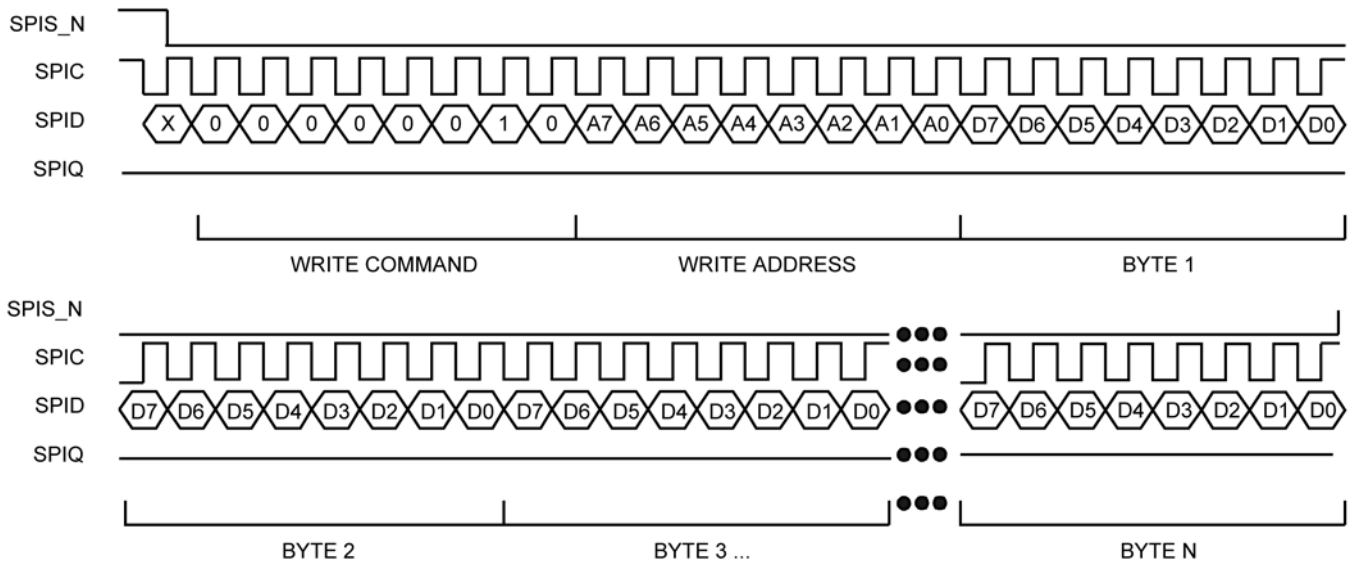 SPIS_N
SPIC
SPID X 0 0 0 0 0 0 1 0 A7 A6 A5 A4 A3 A2 A1 A0 D7 D6 D5 D4 D3 D2 D1 D0
SPIQ
WRITE COMMAND WRITE ADDRESS BYTE 1
SPIS_N
SPIC
SPID D7 D6 D5 D4 D3 D2 D1 D0 D7 D6 D5 D4 D3 D2 D1 D0 D7 D6 D5 D4 D3 D2 D1 D0
SPIQ
BYTE 2 BYTE 3 ... BYTE N